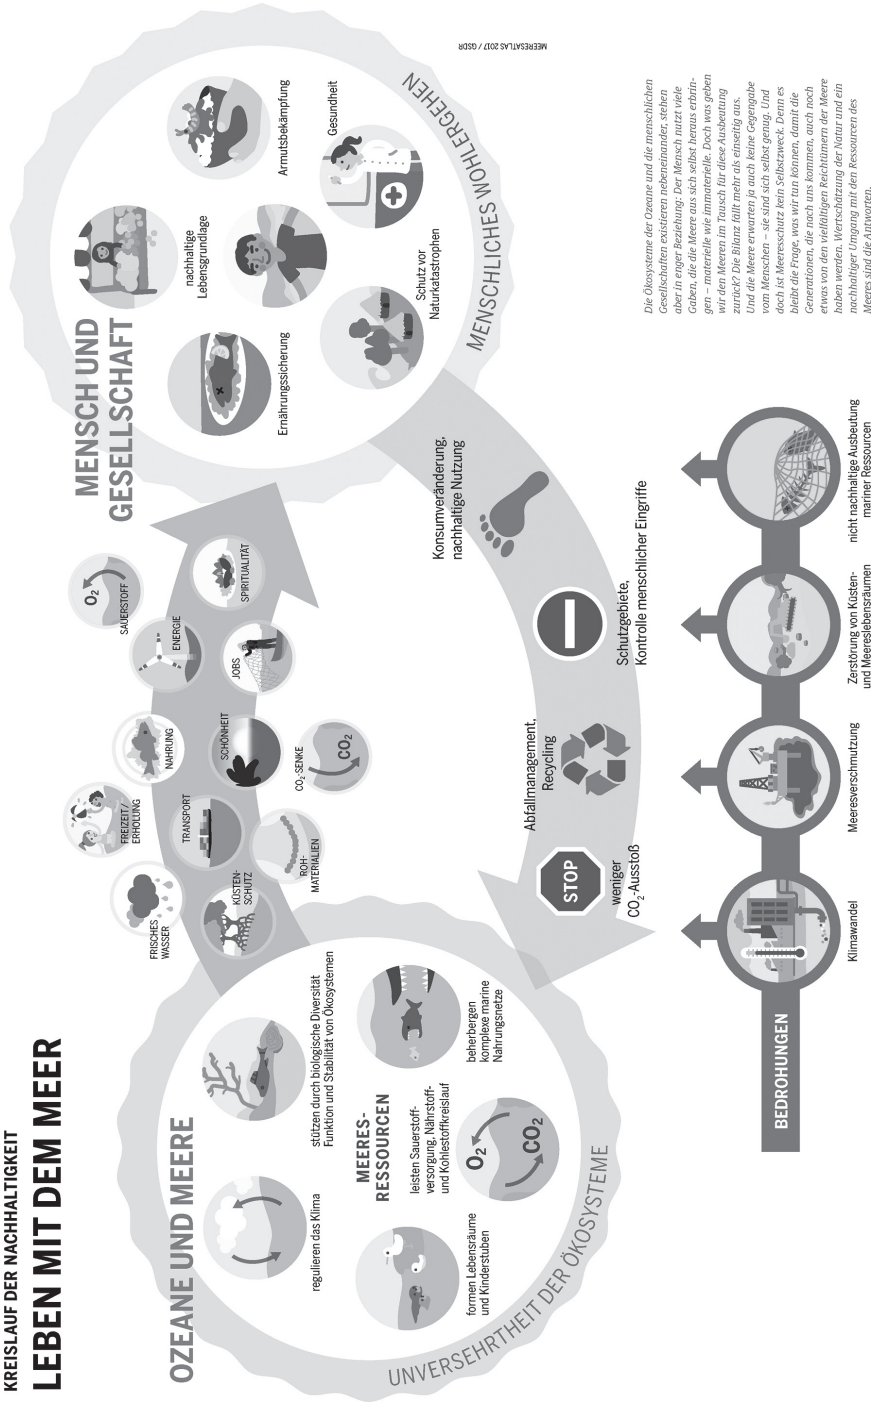 KREISLAUF DER NACHHALTIGKEIT
LEBEN MIT DEM MEER
OZEANE UND MEERE
regulieren das Klima
stützen durch biologische Diversität
Funktion und Stabilität von Ökosystemen
MEERES-
RESSOURCEN
formen Lebensräume
und Kinderstuben
leisten Sauerstoff-
versorgung, Nährstoff-
und Kohlestoffkreislauf
O2
CO2
beherbergen
komplexe marine
Nahrungsnetze
UNVERSEHRTHEIT DER ÖKOSYSTEME
FRISCHES
WASSER
KÜSTEN-
SCHUTZ
FREIZEIT/
ERHOLUNG
TRANSPORT
ROH-
MATERIALIEN
NAHRUNG
SCHÖNHEIT
CO2-SENKE
CO2
ENERGIE
JOBS
O2
SAUERSTOFF
SPIRITUALITÄT
MENSCH UND
GESELLSCHAFT
nachhaltige
Lebensgrundlage
Ernährungssicherung
Armutsbekämpfung
Schutz vor
Naturkatastrophen
Gesundheit
MENSCHLICHES WOHLERGEHEN
MEERESATLAS 2017 / GSDR
Konsumveränderung,
nachhaltige Nutzung
Schutzgebiete,
Kontrolle menschlicher Eingriffe
Abfallmanagement,
Recycling
STOP
weniger
CO2-Ausstoß
BEDROHUNGEN
Klimawandel
Meeresverschmutzung
Zerstörung von Küsten-
und Meereslebensräumen
nicht nachhaltige Ausbeutung
mariner Ressourcen
Die Ökosysteme der Ozeane und die menschlichen
Gesellschaften existieren nebeneinander, stehen
aber in enger Beziehung: Der Mensch nutzt viele
Gaben, die die Meere aus sich selbst heraus erbrin-
gen – materielle wie immaterielle. Doch was geben
wir den Meeren im Tausch für diese Ausbeutung
zurück? Die Bilanz fällt mehr als einseitig aus.
Und die Meere erwarten ja auch keine Gegengabe
vom Menschen – sie sind sich selbst genug. Und
doch ist Meeresschutz kein Selbstzweck. Denn es
bleibt die Frage, was wir tun können, damit die
Generationen, die nach uns kommen, auch noch
etwas von den vielfältigen Reichtümern der Meere
haben werden. Wertschätzung der Natur und ein
nachhaltiger Umgang mit den Ressourcen des
Meeres sind die Antworten.